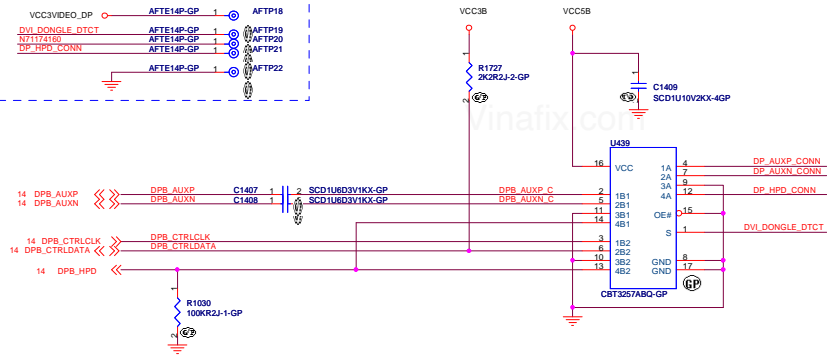 VCC3VIDEO_DP
AFTE14P-GP 1 AFTP18
DVI_DONGLE_DTCT AFTE14P-GP 1 AFTP19
N71174160 AFTE14P-GP 1 AFTP20
DP_HPD_CONN AFTE14P-GP 1 AFTP21
AFTE14P-GP 1 AFTP22
VCC3B VCC5B
1
R1727
2K2R2J-2-GP
2
1
C1409
SCD1U10V2KX-4GP
Vinafix.com
U439
16 VCC 1A 4 DP_AUXP_CONN
2A 7 DP_AUXN_CONN
3A 9
4A 12 DP_HPD_CONN
14 DPB_AUXP DPB_AUXP C1407 1 2 SCD1U6D3V1KX-GP DPB_AUXP_C 2 1B1
14 DPB_AUXN DPB_AUXN C1408 1 SCD1U6D3V1KX-GP DPB_AUXN_C 5 2B1
11 3B1 OE# 15
14 4B1
S 1 DVI_DONGLE_DTCT
14 DPB_CTRLCLK DPB_CTRLCLK 3 1B2
14 DPB_CTRLDATA DPB_CTRLDATA 6 2B2
10 3B2 GND 8
14 DPB_HPD 13 4B2 GND 17
GP
CBT3257ABQ-GP
1
R1030
100KR2J-1-GP
2